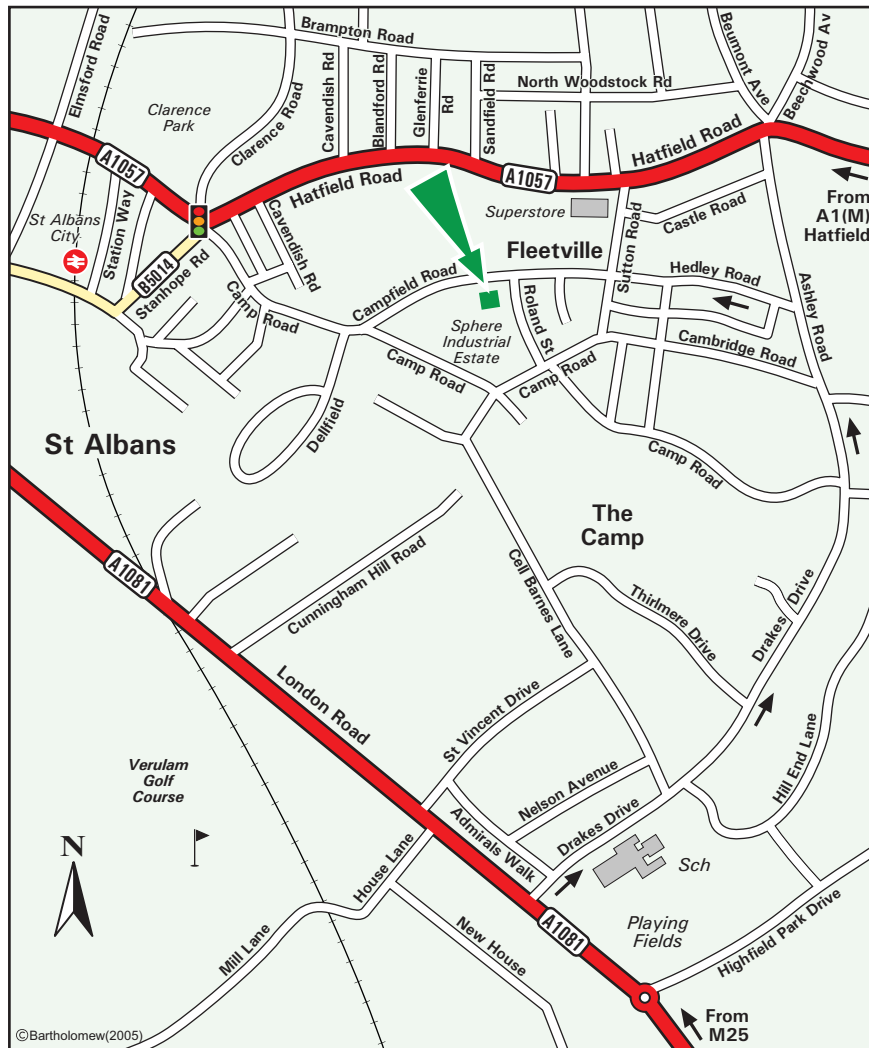 Elmsford Road
Brampton Road
Beumont Ave
Beechwood Av
Clarence
Park
Clarence Road
Cavendish Rd
Blandford Rd
Glenferrie
Rd
Sandfield Rd
North Woodstock Rd
A1057
Hatfield Road
A1057
Hatfield Road
From
A1(M)
Hatfield
St Albans
City
Station Way
B5014
Stanhope Rd
Cavendish Rd
Superstore
Castle Road
Fleetville
Sutton Road
Campfield Road
Hedley Road
Ashley Road
Camp Road
Sphere
Industrial
Estate
Roland St
Cambridge Road
Camp Road
Camp Road
Dellfield
St Albans
Camp Road
The
Camp
A1081
Cunningham Hill Road
Cell Barnes Lane
Thirlmere Drive
Drakes Drive
London Road
St Vincent Drive
Hill End Lane
Verulam
Golf
Course
Nelson Avenue
Admirals Walk
Drakes Drive
N
House Lane
Sch
Mill Lane
New House
A1081
Playing
Fields
Highfield Park Drive
From
M25
©Bartholomew(2005)